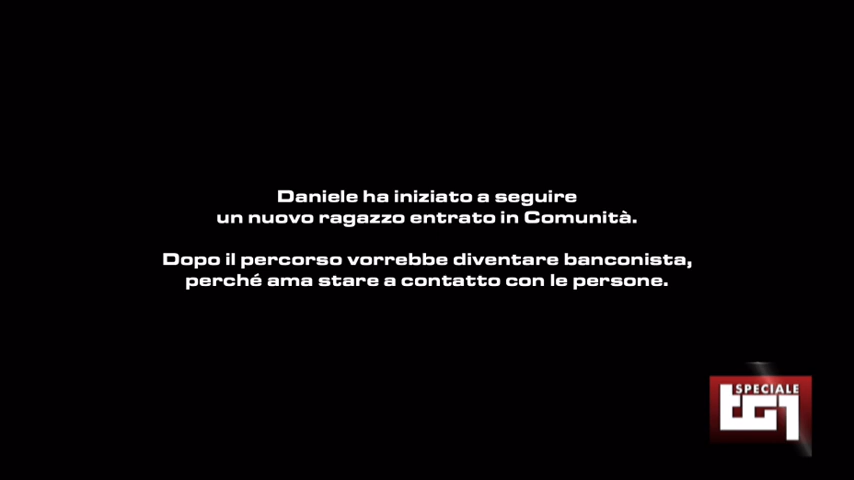 Daniele ha iniziato a seguire
un nuovo ragazzo entrato in Comunità.
Dopo il percorso vorrebbe diventare banconista,
perché ama stare a contatto con le persone.
SPECIALE
TG1